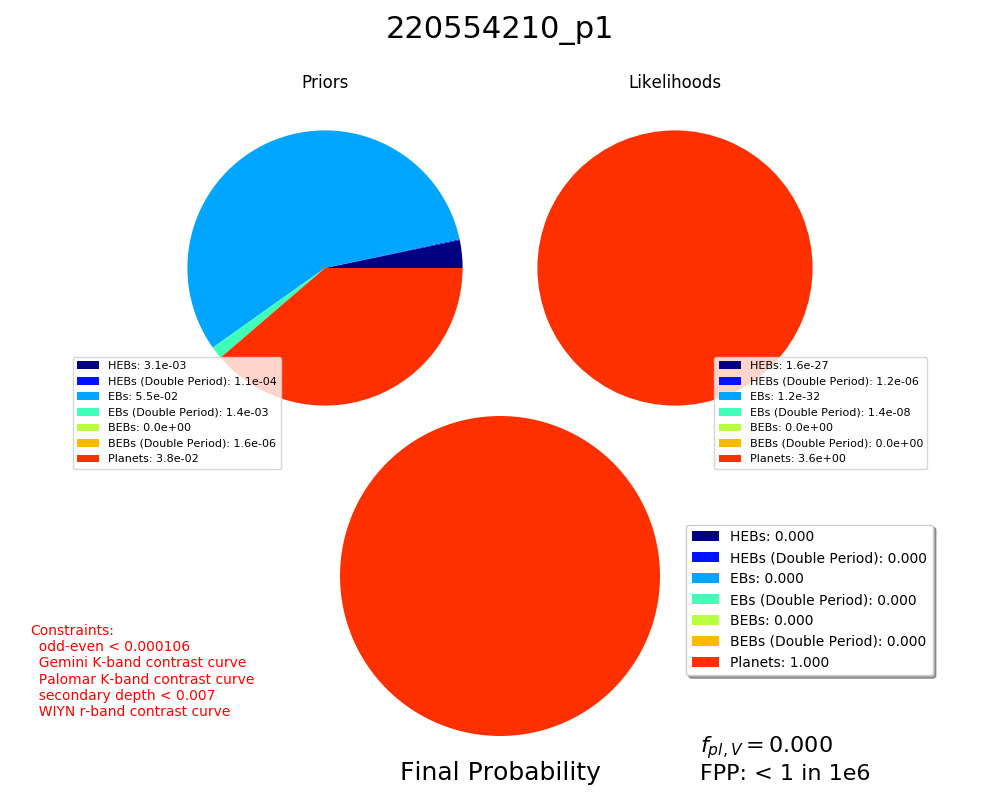 220554210_p1
Priors
Likelihoods
HEBs: 3.1e-03
HEBs (Double Period): 1.1e-04
EBs: 5.5e-02
EBs (Double Period): 1.4e-03
BEBs: 0.0e+00
BEBs (Double Period): 1.6e-06
Planets: 3.8e-02
HEBs: 1.6e-27
HEBs (Double Period): 1.2e-06
EBs: 1.2e-32
EBs (Double Period): 1.4e-08
BEBs: 0.0e+00
BEBs (Double Period): 0.0e+00
Planets: 3.6e+00
HEBs: 0.000
HEBs (Double Period): 0.000
EBs: 0.000
EBs (Double Period): 0.000
BEBs: 0.000
BEBs (Double Period): 0.000
Planets: 1.000
Constraints:
odd-even < 0.000106
Gemini K-band contrast curve
Palomar K-band contrast curve
secondary depth < 0.007
WIYN r-band contrast curve
Final Probability
f_{pl,V} = 0.000
FPP: < 1 in 1e6